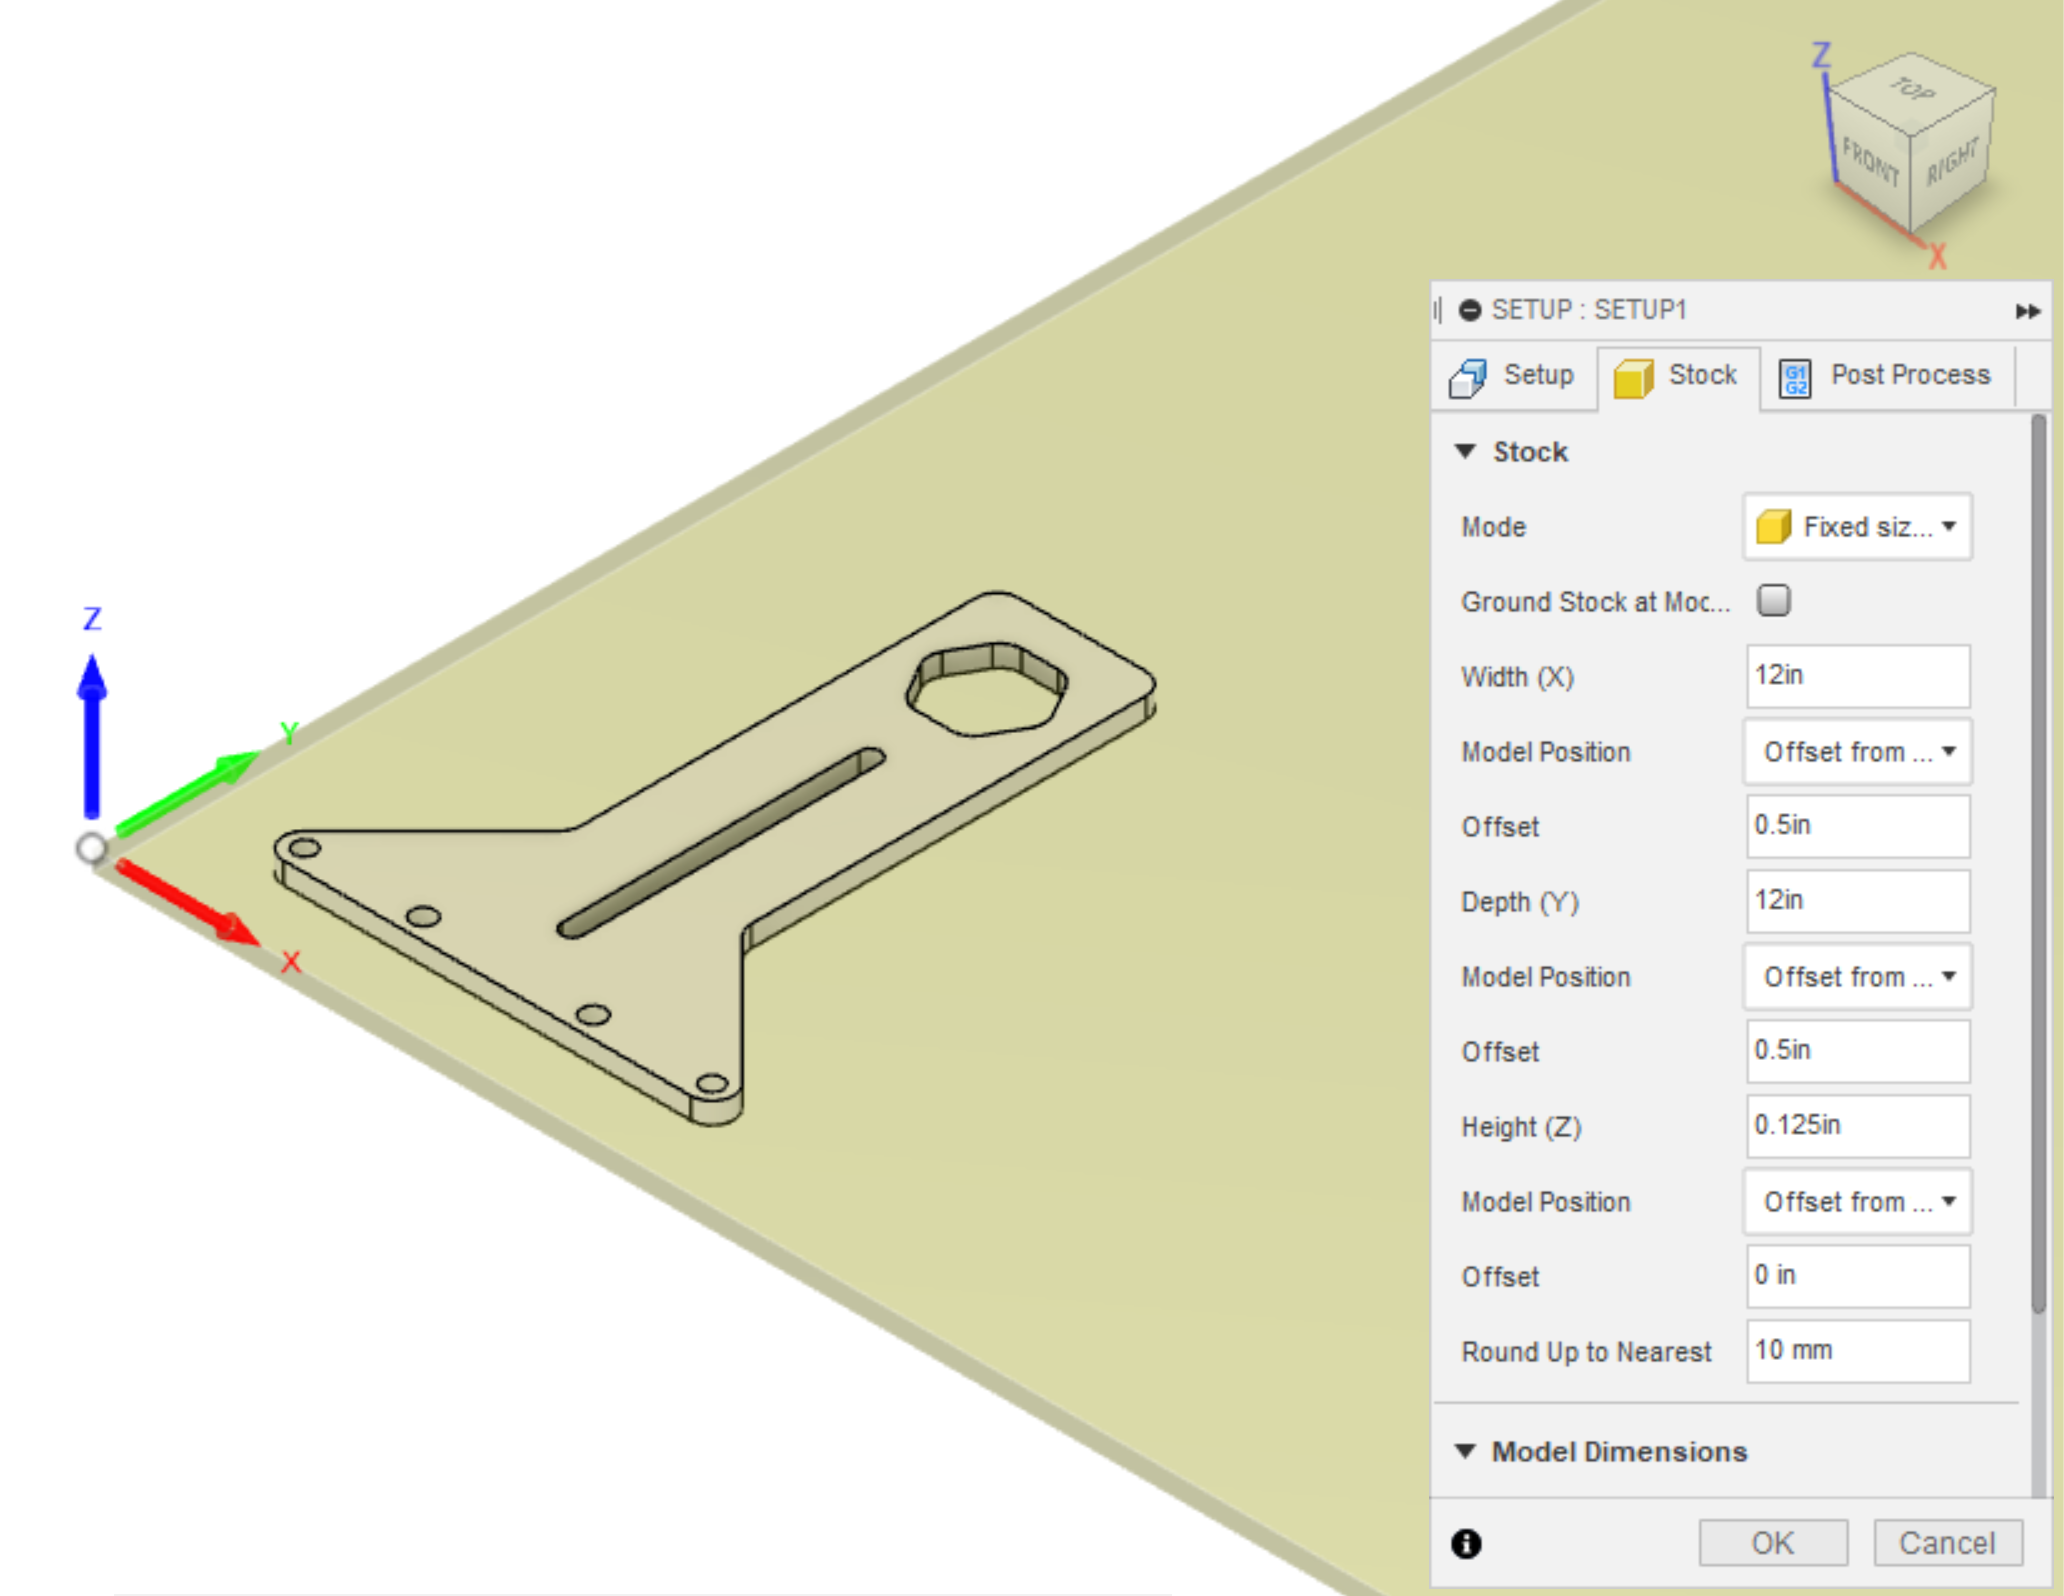 Z
TOP
FRONT
RIGHT
X
SETUP : SETUP1
Setup
G1
G2
Stock
Post Process
Stock
Mode
Fixed siz...
Ground Stock at Moc...
Width (X)
12in
Z
Model Position
Offset from ...
Y
Offset
0.5in
Depth (Y)
12in
X
Model Position
Offset from ...
Offset
0.5in
Height (Z)
0.125in
Model Position
Offset from ...
Offset
0 in
Round Up to Nearest
10 mm
Model Dimensions
OK
Cancel